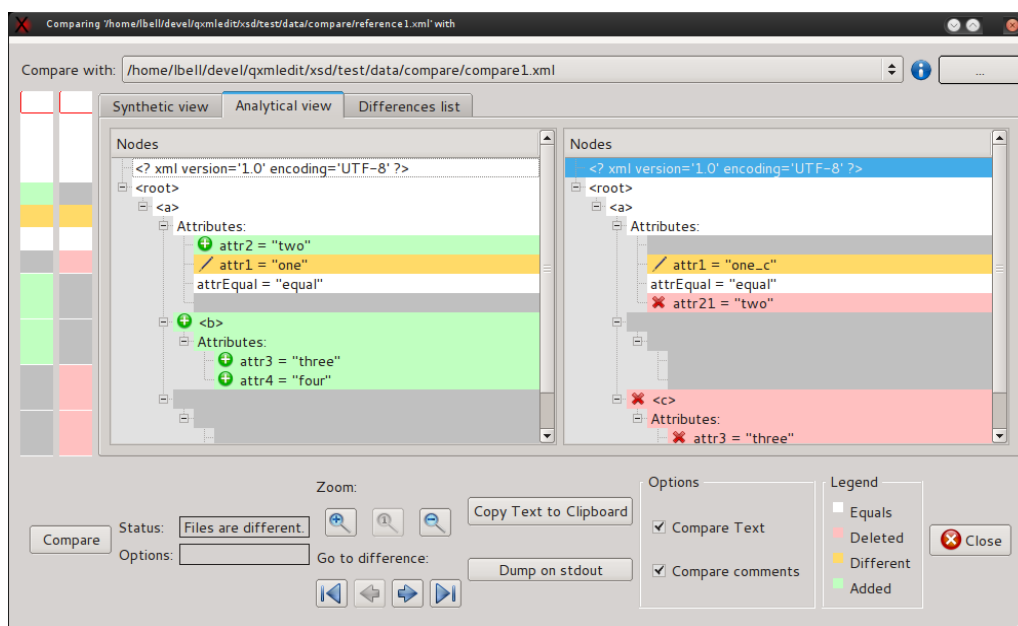 Comparing '/home/lbell/devel/qxmledit/xsd/test/data/compare/reference1.xml' with
Compare with: /home/lbell/devel/qxmledit/xsd/test/data/compare/compare1.xml ...
Synthetic view Analytical view Differences list
Nodes
<? xml version='1.0' encoding='UTF-8' ?>
<root>
<a>
Attributes:
attr2 = "two"
attr1 = "one"
attrEqual = "equal"
<b>
Attributes:
attr3 = "three"
attr4 = "four"
Nodes
<? xml version='1.0' encoding='UTF-8' ?>
<root>
<a>
Attributes:
attr1 = "one_c"
attrEqual = "equal"
attr21 = "two"
<c>
Attributes:
attr3 = "three"
Compare
Status: Files are different.
Options:
Zoom:
1
Go to difference:
Copy Text to Clipboard
Dump on stdout
Options
Compare Text
Compare comments
Legend
Equals
Deleted
Different
Added
Close